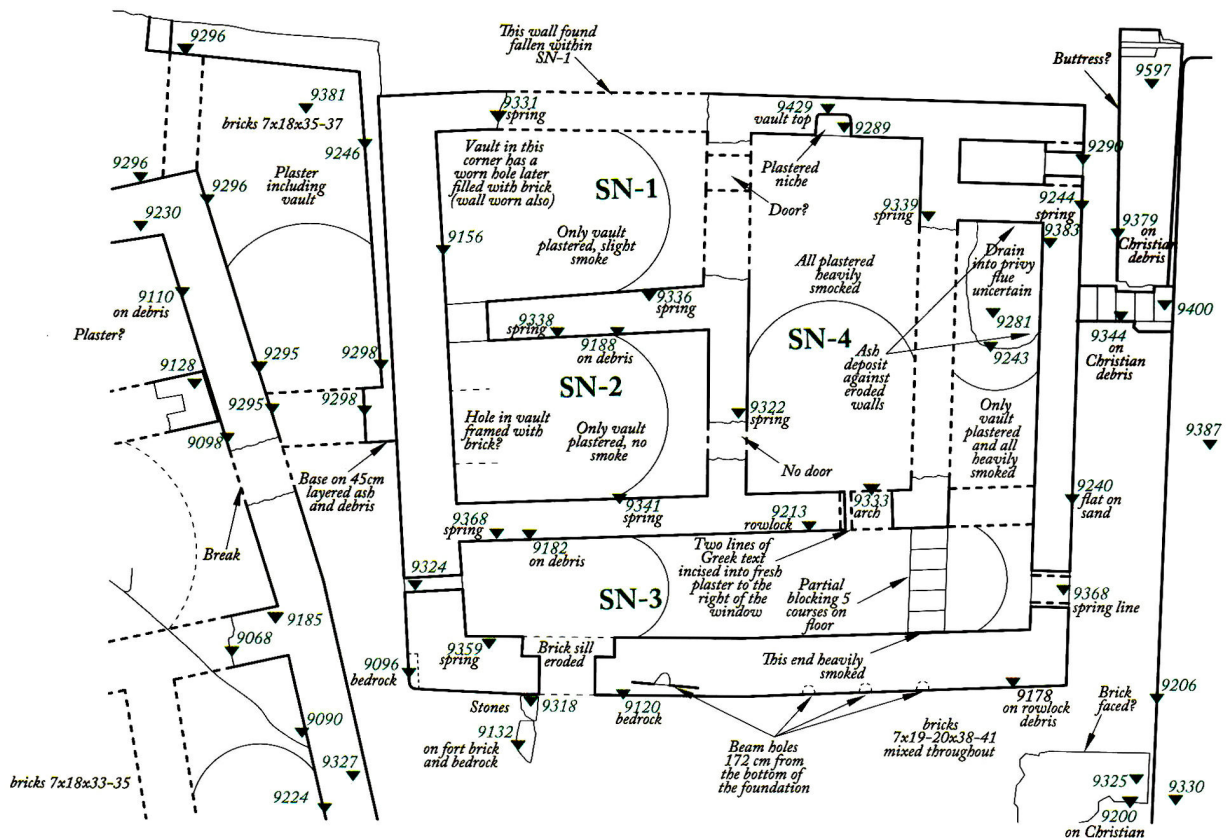 This wall found
fallen within
SN-1
9296
9381
bricks 7x18x35-37
9246
Plaster
including
vault
9296
9296
9230
9110
on debris
Plaster?
9128
9295
9295
9298
9298
9098
Break
Base on 45cm
layered ash
and debris
9331
spring
Vault in this
corner has a
worn hole later
filled with brick
(wall worn also)
SN-1
Only vault
plastered, slight
smoke
9156
9336
spring
9338
spring
9188
on debris
SN-2
Hole in vault
framed with
brick?
Only vault
plastered, no
smoke
9341
spring
9429
vault top
9289
Plastered
niche
Door?
9339
spring
All plastered
heavily
smocked
SN-4
9322
spring
No door
Ash
deposit
against
eroded
walls
9333
arch
9213
rowlock
Buttress?
9597
9290
9244
spring
9383
9379
on
Christian
debris
Drain
into privy
flue
uncertain
9281
9243
9400
9344
on
Christian
debris
Only
vault
plastered
and all
heavily
smoked
9387
9240
flat on
sand
9368
spring
9182
on debris
9324
SN-3
Two lines of
Greek text
incised into fresh
plaster to the
right of the
window
Partial
blocking 5
courses on
floor
9368
spring line
9185
9068
9096
bedrock
9359
spring
Brick sill
eroded
This end heavily
smoked
9178
on rowlock
debris
Brick
faced?
9206
Stones
9318
9120
bedrock
9132
on fort brick
and bedrock
Beam holes
172 cm from
the bottom of
the foundation
bricks
7x19-20x38-41
mixed throughout
9090
9327
bricks 7x18x33-35
9224
9325
9330
9200
on Christian